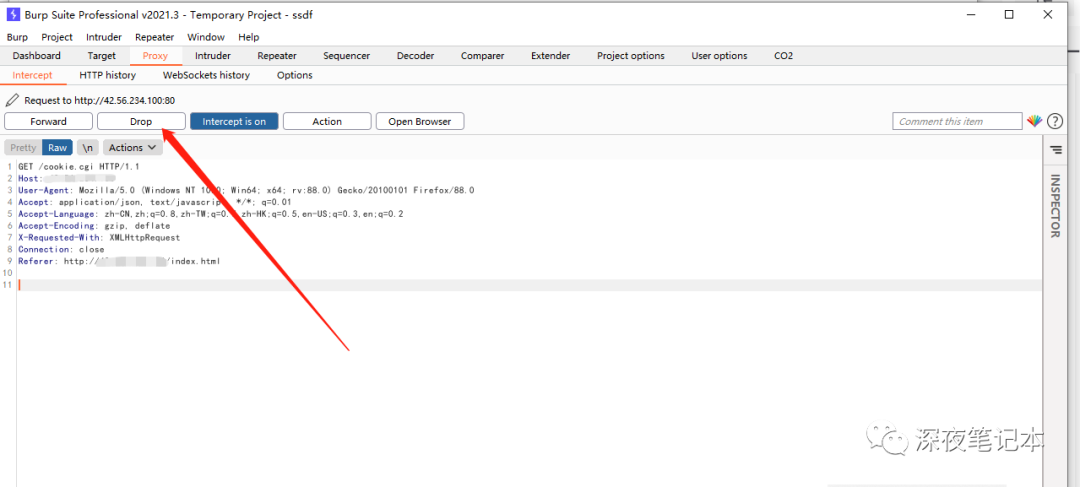 Burp Suite Professional v2021.3 - Temporary Project - ssdf
Burp Project Intruder Repeater Window Help
Dashboard Target Proxy Intruder Repeater Sequencer Decoder Comparer Extender Project options User options CO2
Intercept HTTP history WebSockets history Options
Request to http://42.56.234.100:80
Forward Drop Intercept is on Action Open Browser Comment this item ?
Pretty Raw \n Actions
1 GET /cookie.cgi HTTP/1.1
2 Host:
3 User-Agent: Mozilla/5.0 (Windows NT Win64; x64; rv:88.0) Gecko/20100101 Firefox/88.0
4 Accept: application/json, text/javascript */*; q=0.01
5 Accept-Language: zh-CN,zh;q=0.8,zh-TW;q=0. zh-HK;q=0.5,en-US;q=0.3,en;q=0.2
6 Accept-Encoding: gzip, deflate
7 X-Requested-With: XMLHttpRequest
8 Connection: close
9 Referer: http:// /index.html
10
11
INSPECTOR
深夜笔记本